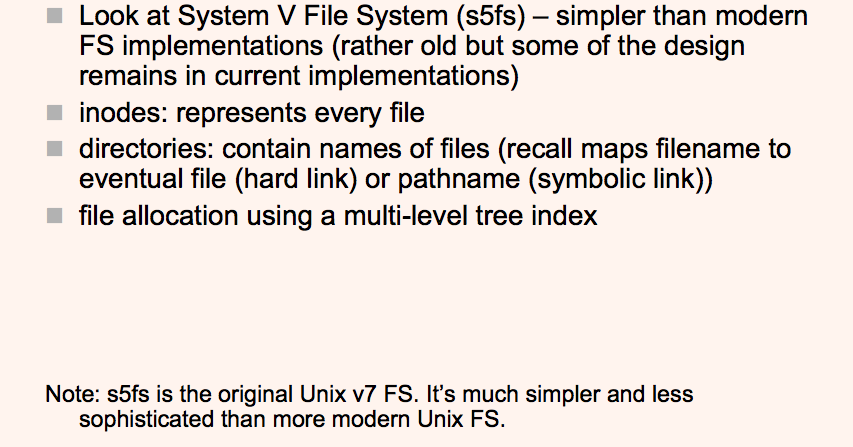 Look at System V File System (s5fs) – simpler than modern
FS implementations (rather old but some of the design
remains in current implementations)
inodes: represents every file
directories: contain names of files (recall maps filename to
eventual file (hard link) or pathname (symbolic link))
file allocation using a multi-level tree index
Note: s5fs is the original Unix v7 FS. It’s much simpler and less
sophisticated than more modern Unix FS.